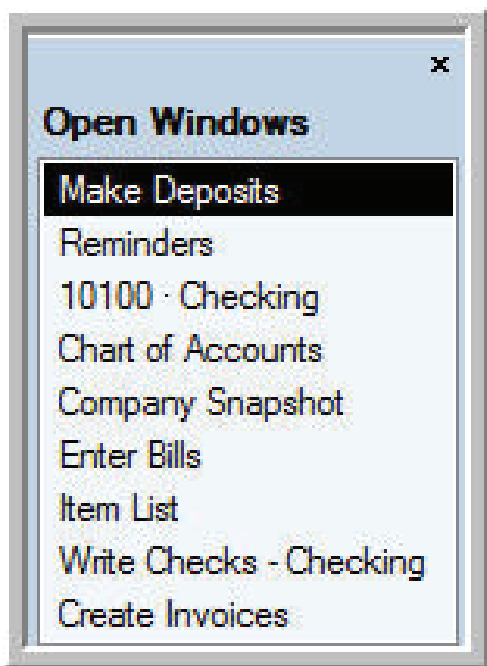 Open Windows
Make Deposits
Reminders
10100 · Checking
Chart of Accounts
Company Snapshot
Enter Bills
Item List
Write Checks - Checking
Create Invoices